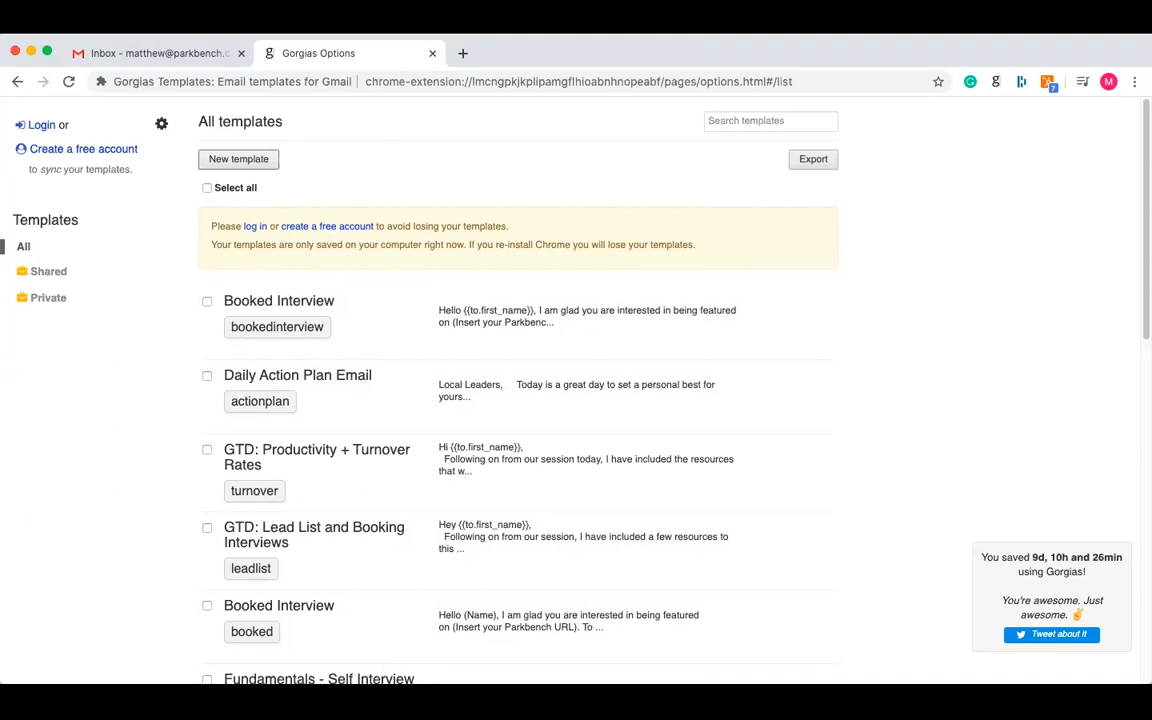 Inbox - matthew@parkbench.c
Gorgias Options
Gorgias Templates: Email templates for Gmail
chrome-extension://lmcngpkjkplipamgflhioabnhnopeabf/pages/options.html#/list
7
M
Login or
Create a free account
to sync your templates.
Templates
All
Shared
Private
All templates
Search templates
New template
Export
Select all
Please log in or create a free account to avoid losing your templates.
Your templates are only saved on your computer right now. If you re-install Chrome you will lose your templates.
Booked Interview
bookedinterview
Hello {{to.first_name}}, I am glad you are interested in being featured
on (Insert your Parkbenc...
Daily Action Plan Email
actionplan
Local Leaders, Today is a great day to set a personal best for
yours...
GTD: Productivity + Turnover
Rates
turnover
Hi {{to.first_name}},
Following on from our session today, I have included the resources
that w...
GTD: Lead List and Booking
Interviews
leadlist
Hey {{to.first_name}},
Following on from our session, I have included a few resources to
this ...
Booked Interview
booked
Hello (Name), I am glad you are interested in being featured
on (Insert your Parkbench URL). To ...
Fundamentals - Self Interview
You saved 9d, 10h and 26min
using Gorgias!
You're awesome. Just
awesome. ✌
Tweet about it